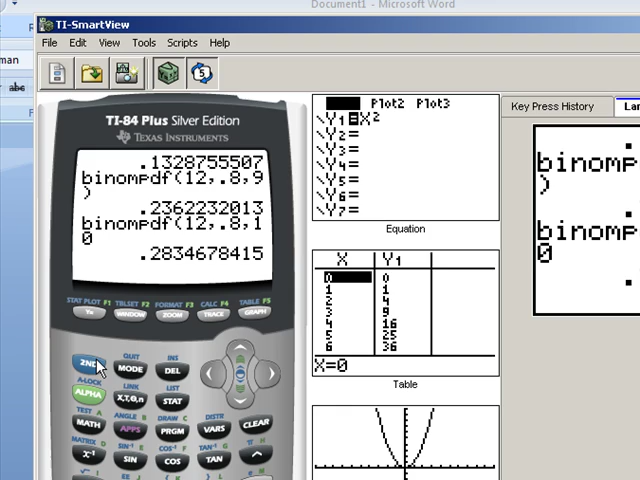 Document1 - Microsoft Word
man
abc
TI-SmartView
File Edit View Tools Scripts Help
5
TI-84 Plus Silver Edition
TEXAS INSTRUMENTS
.1328755507
binompdf(12,.8,9
)
.2362232013
binompdf(12,.8,1
0
.2834678415
STAT PLOT F1 TBLSET F2 FORMAT F3 CALC F4 TABLE F5
Y= WINDOW ZOOM TRACE GRAPH
QUIT INS
2ND MODE DEL
A-LOCK LINK LIST
ALPHA X,T,θ,n STAT
TEST A ANGLE B DRAW C DISTR
MATH APPS PRGM VARS CLEAR
MATRIX D SIN⁻¹ E COS⁻¹ F TAN⁻¹ G π H
x⁻¹ SIN COS TAN ^
Plot2 Plot3
\Y1=X²
\Y2=
\Y3=
\Y4=
\Y5=
\Y6=
\Y7=
Equation
X Y1
0 0
1 1
2 4
3 9
4 16
5 25
6 36
X=0
Table
Key Press History Lar
binomp
)
binomp
0